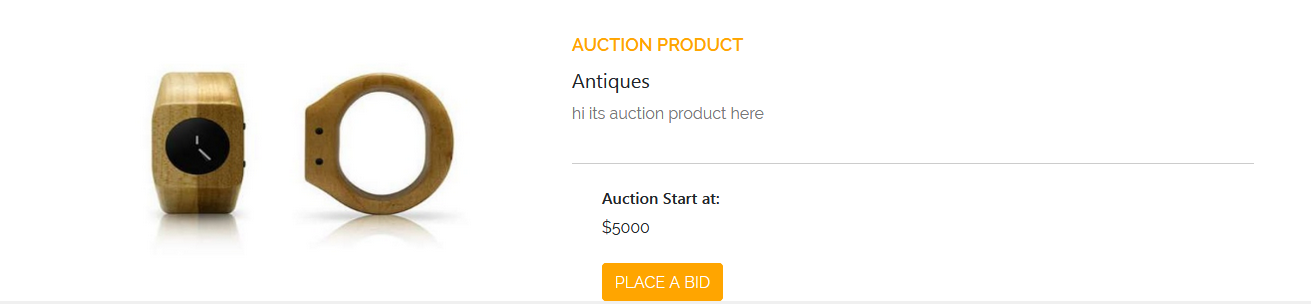 AUCTION PRODUCT
Antiques
hi its auction product here
Auction Start at:
$5000
PLACE A BID